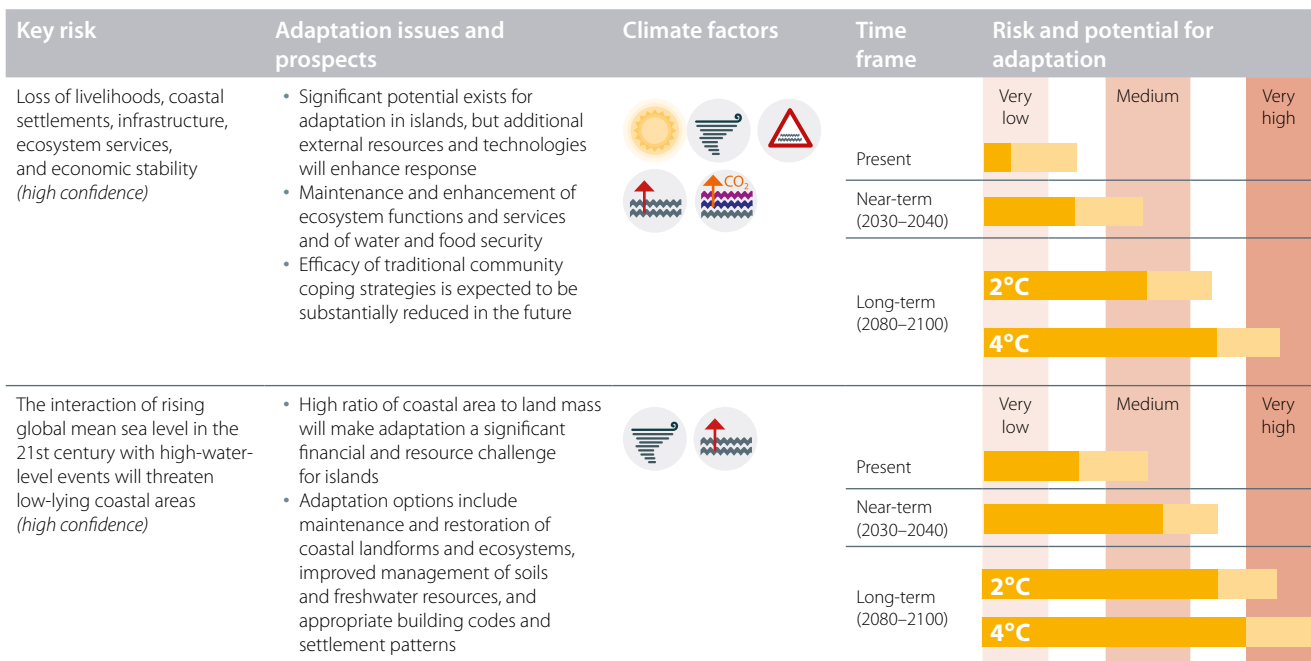 Key risk
Adaptation issues and
prospects
Climate factors
Time
frame
Risk and potential for
adaptation
Loss of livelihoods, coastal
settlements, infrastructure,
ecosystem services,
and economic stability
(high confidence)
• Significant potential exists for
adaptation in islands, but additional
external resources and technologies
will enhance response
• Maintenance and enhancement of
ecosystem functions and services
and of water and food security
• Efficacy of traditional community
coping strategies is expected to be
substantially reduced in the future
CO₂
Very
low
Medium
Very
high
Present
Near-term
(2030–2040)
Long-term
(2080–2100)
2°C
4°C
The interaction of rising
global mean sea level in the
21st century with high-water-
level events will threaten
low-lying coastal areas
(high confidence)
• High ratio of coastal area to land mass
will make adaptation a significant
financial and resource challenge
for islands
• Adaptation options include
maintenance and restoration of
coastal landforms and ecosystems,
improved management of soils
and freshwater resources, and
appropriate building codes and
settlement patterns
Very
low
Medium
Very
high
Present
Near-term
(2030–2040)
Long-term
(2080–2100)
2°C
4°C